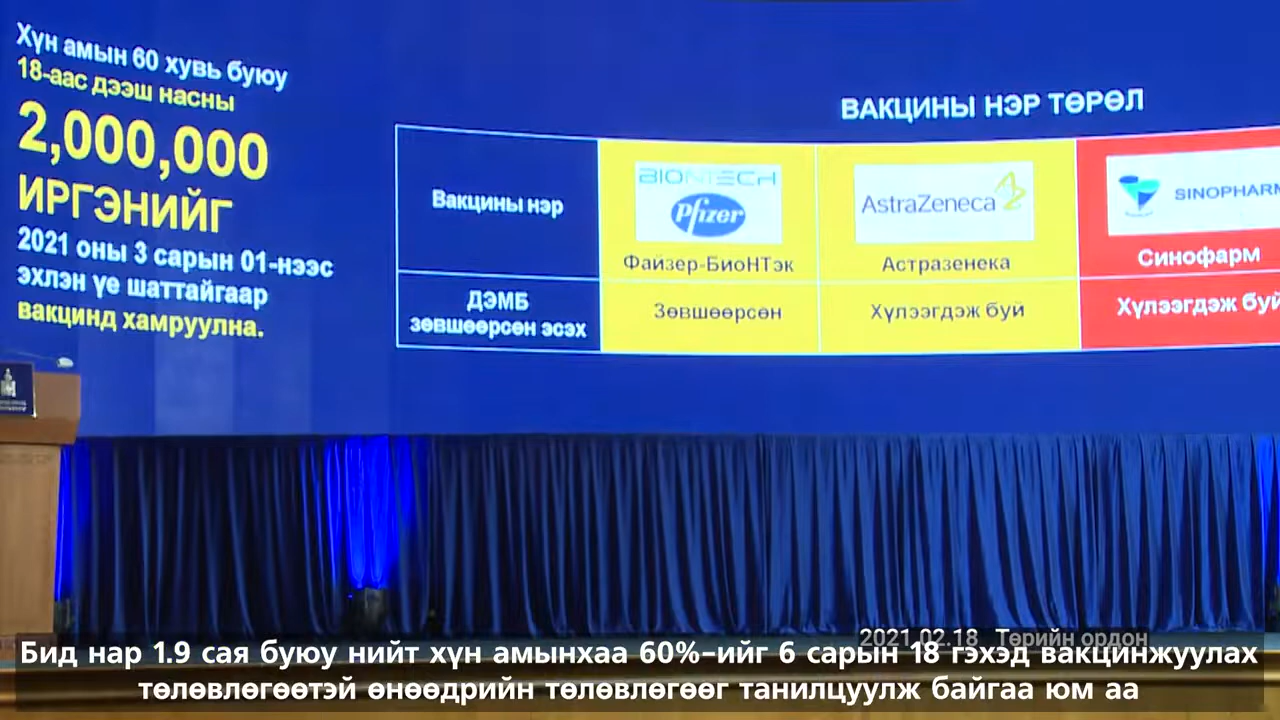 Хүн амын 60 хувь буюу
18-аас дээш насны
2,000,000
ИРГЭНИЙГ
2021 оны 3 сарын 01-нээс
эхлэн үе шаттайгаар
вакцинд хамруулна.
ВАКЦИНЫ НЭР ТӨРӨЛ
Вакцины нэр
BIONTECH
Pfizer
Файзер-БиоНТэк
AstraZeneca
Астразенека
SINOPHARM
Синофарм
ДЭМБ
зөвшөөрсөн эсэх
Зөвшөөрсөн
Хүлээгдэж буй
Хүлээгдэж буй
2021.02.18 Төрийн ордон
Бид нар 1.9 сая буюу нийт хүн амынхаа 60%-ийг 6 сарын 18 гэхэд вакцинжуулах
төлөвлөгөөтэй өнөөдрийн төлөвлөгөөг танилцуулж байгаа юм аа